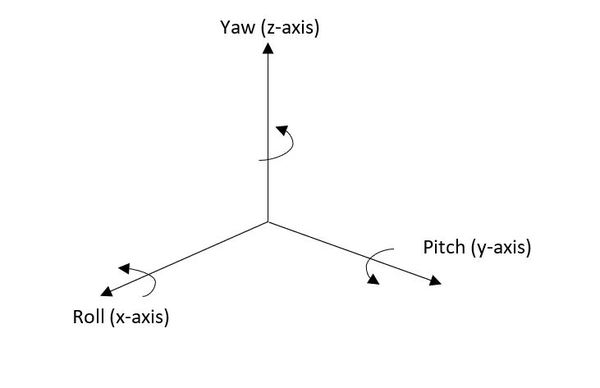 Yaw (z-axis)
Pitch (y-axis)
Roll (x-axis)